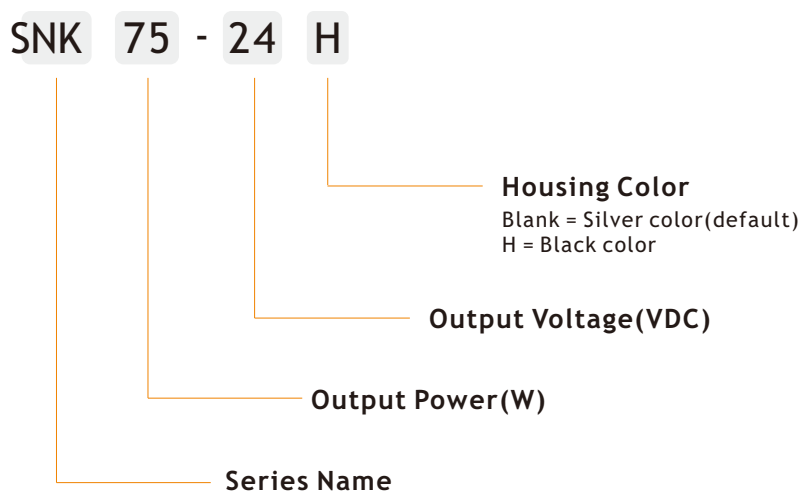 SNK 75 - 24 H
Housing Color
Blank = Silver color(default)
H = Black color
Output Voltage(VDC)
Output Power(W)
Series Name